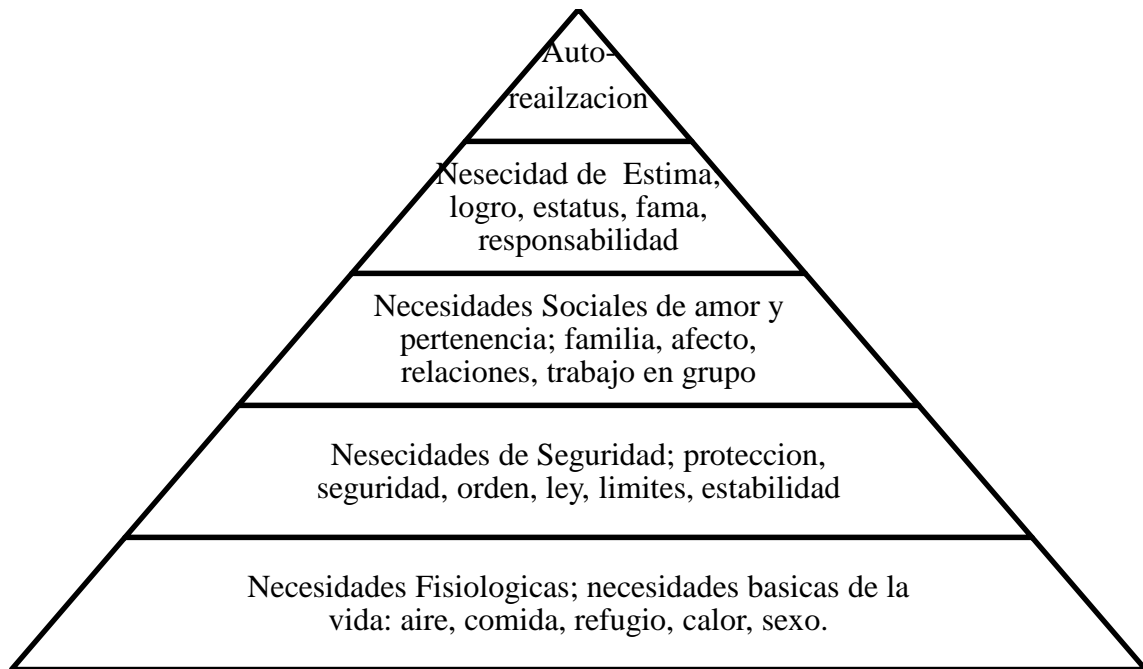 Auto-
reailzacion
Nesecidad de  Estima,
logro, estatus, fama,
responsabilidad
Necesidades Sociales de amor y
pertenencia; familia, afecto,
relaciones, trabajo en grupo
Nesecidades de Seguridad; proteccion,
seguridad, orden, ley, limites, estabilidad
Necesidades Fisiologicas; necesidades basicas de la
vida: aire, comida, refugio, calor, sexo.